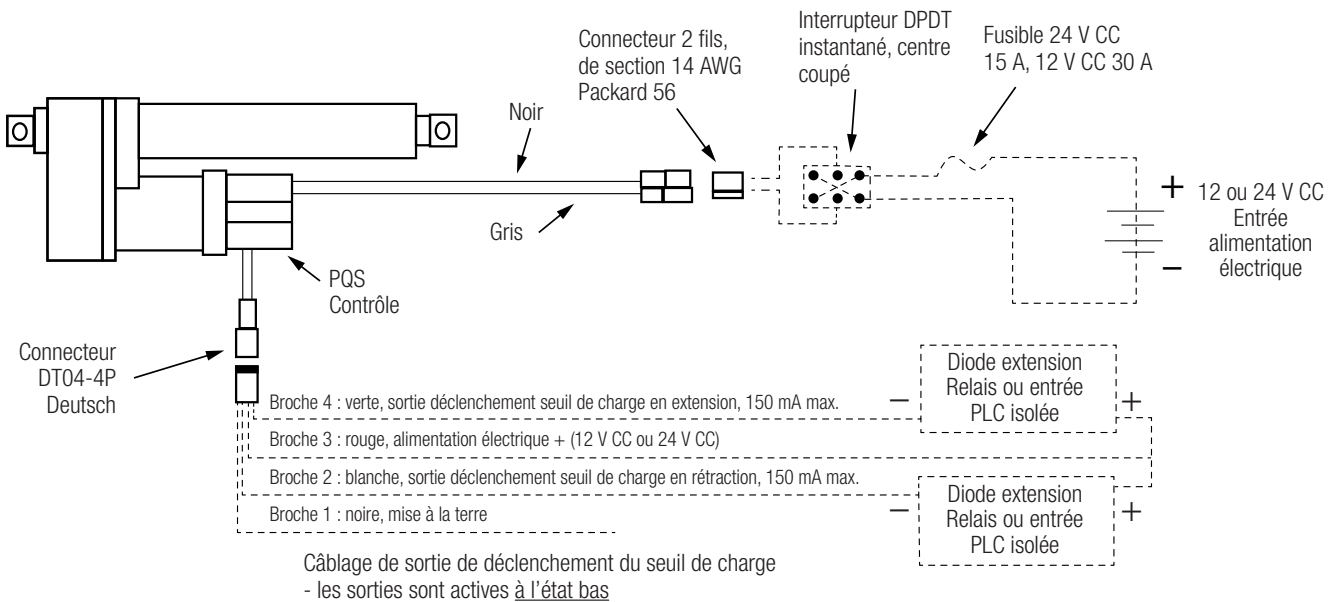 Connecteur 2 fils,
de section 14 AWG
Packard 56
Interrupteur DPDT
instantané, centre
coupé
Fusible 24 V CC
15 A, 12 V CC 30 A
Noir
Gris
+
12 ou 24 V CC
Entrée
alimentation
électrique
–
PQS
Contrôle
Connecteur
DT04-4P
Deutsch
Diode extension
Relais ou entrée
PLC isolée
–
+
Broche 4 : verte, sortie déclenchement seuil de charge en extension, 150 mA max.
Broche 3 : rouge, alimentation électrique + (12 V CC ou 24 V CC)
Broche 2 : blanche, sortie déclenchement seuil de charge en rétraction, 150 mA max.
Broche 1 : noire, mise à la terre
Diode extension
Relais ou entrée
PLC isolée
–
+
Câblage de sortie de déclenchement du seuil de charge
- les sorties sont actives à l'état bas